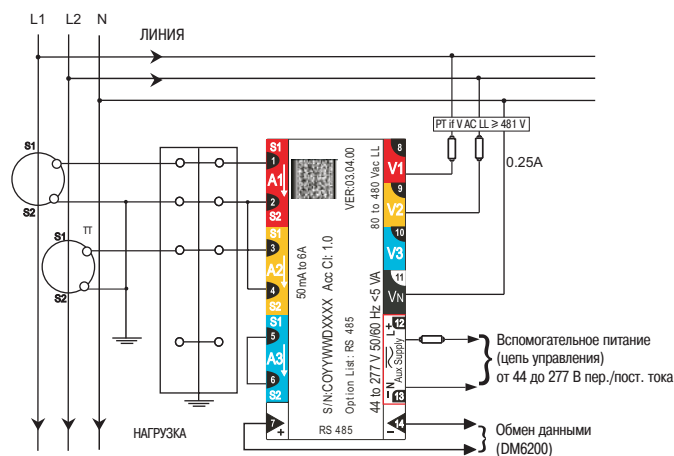 L1 L2 N
ЛИНИЯ
S1
S2
S1
ТТ
S2
НАГРУЗКА
PT if V AC LL ≥ 481 V
0.25A
S1
1
A1
2
S2
S1
3
A2
4
S2
S1
5
A3
6
S2
7
+
VER:03.04.00
50 mA to 6A
S/N:COYYWWDXXXX Acc Cl: 1.0
Option List: RS 485
44 to 277 V 50/60 Hz <5 VA
80 to 480 Vac LL
RS 485
8
V1
9
V2
10
V3
11
VN
12
L+
Aux Supply
N
–
13
14
–
Вспомогательное питание
(цепь управления)
от 44 до 277 В пер./пост. тока
Обмен данными
(DM6200)